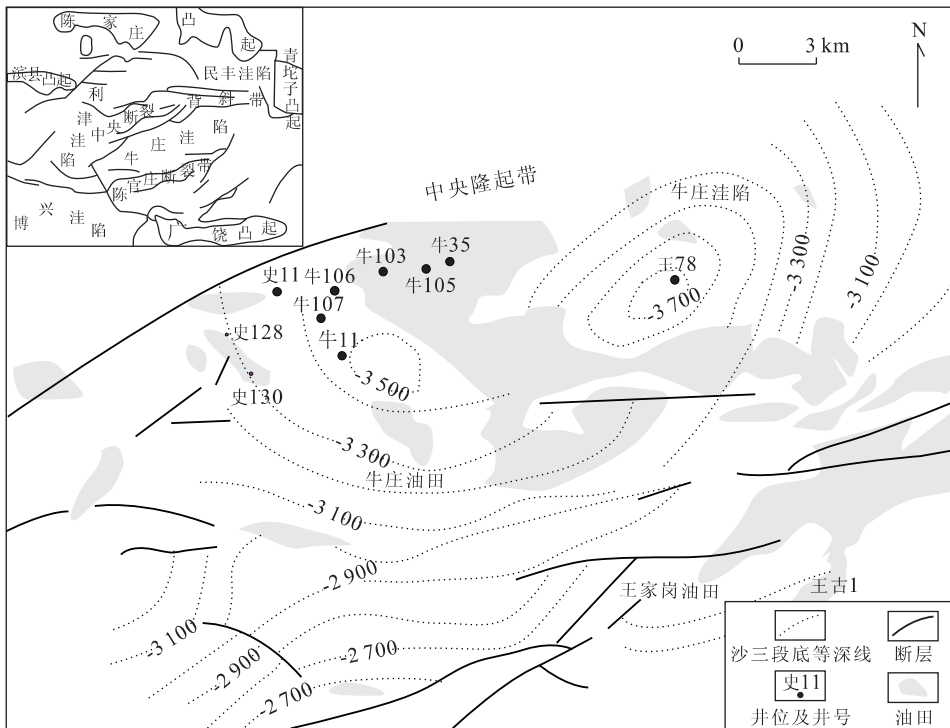 陈家庄
凸起
青坨子凸起
滨县凸起
民丰洼陷
利津洼陷
中央断裂背斜带
牛庄洼陷
陈官庄断裂带
博兴洼陷
广饶凸起
0 3 km
N
中央隆起带
牛庄洼陷
牛35
牛103
牛105
史11
牛106
牛107
王78
-3 700
-3 300
-3 100
史128
牛11
史130
-3 500
-3 300
牛庄油田
-3 100
-2 900
王家岗油田
王古1
-3 100
-2 900
-2 700
-2 700
沙三段底等深线
断层
史11
井位及井号
油田